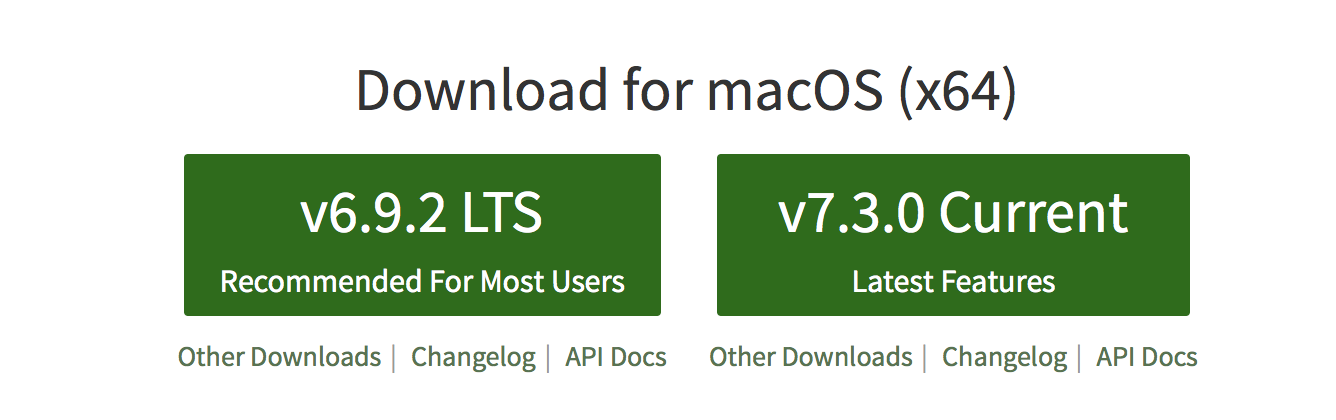 Download for macOS (x64)
v6.9.2 LTS
Recommended For Most Users
Other Downloads | Changelog | API Docs
v7.3.0 Current
Latest Features
Other Downloads | Changelog | API Docs